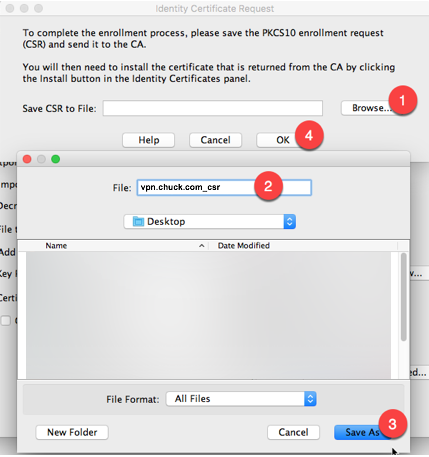 Identity Certificate Request
To complete the enrollment process, please save the PKCS10 enrollment request
(CSR) and send it to the CA.
You will then need to install the certificate that is returned from the CA by clicking
the Install button in the Identity Certificates panel.
Save CSR to File:
Browse...
1
Help
Cancel
OK
4
File:
vpn.chuck.com_csr
2
Desktop
Name
Date Modified
File Format:
All Files
New Folder
Cancel
Save As
3